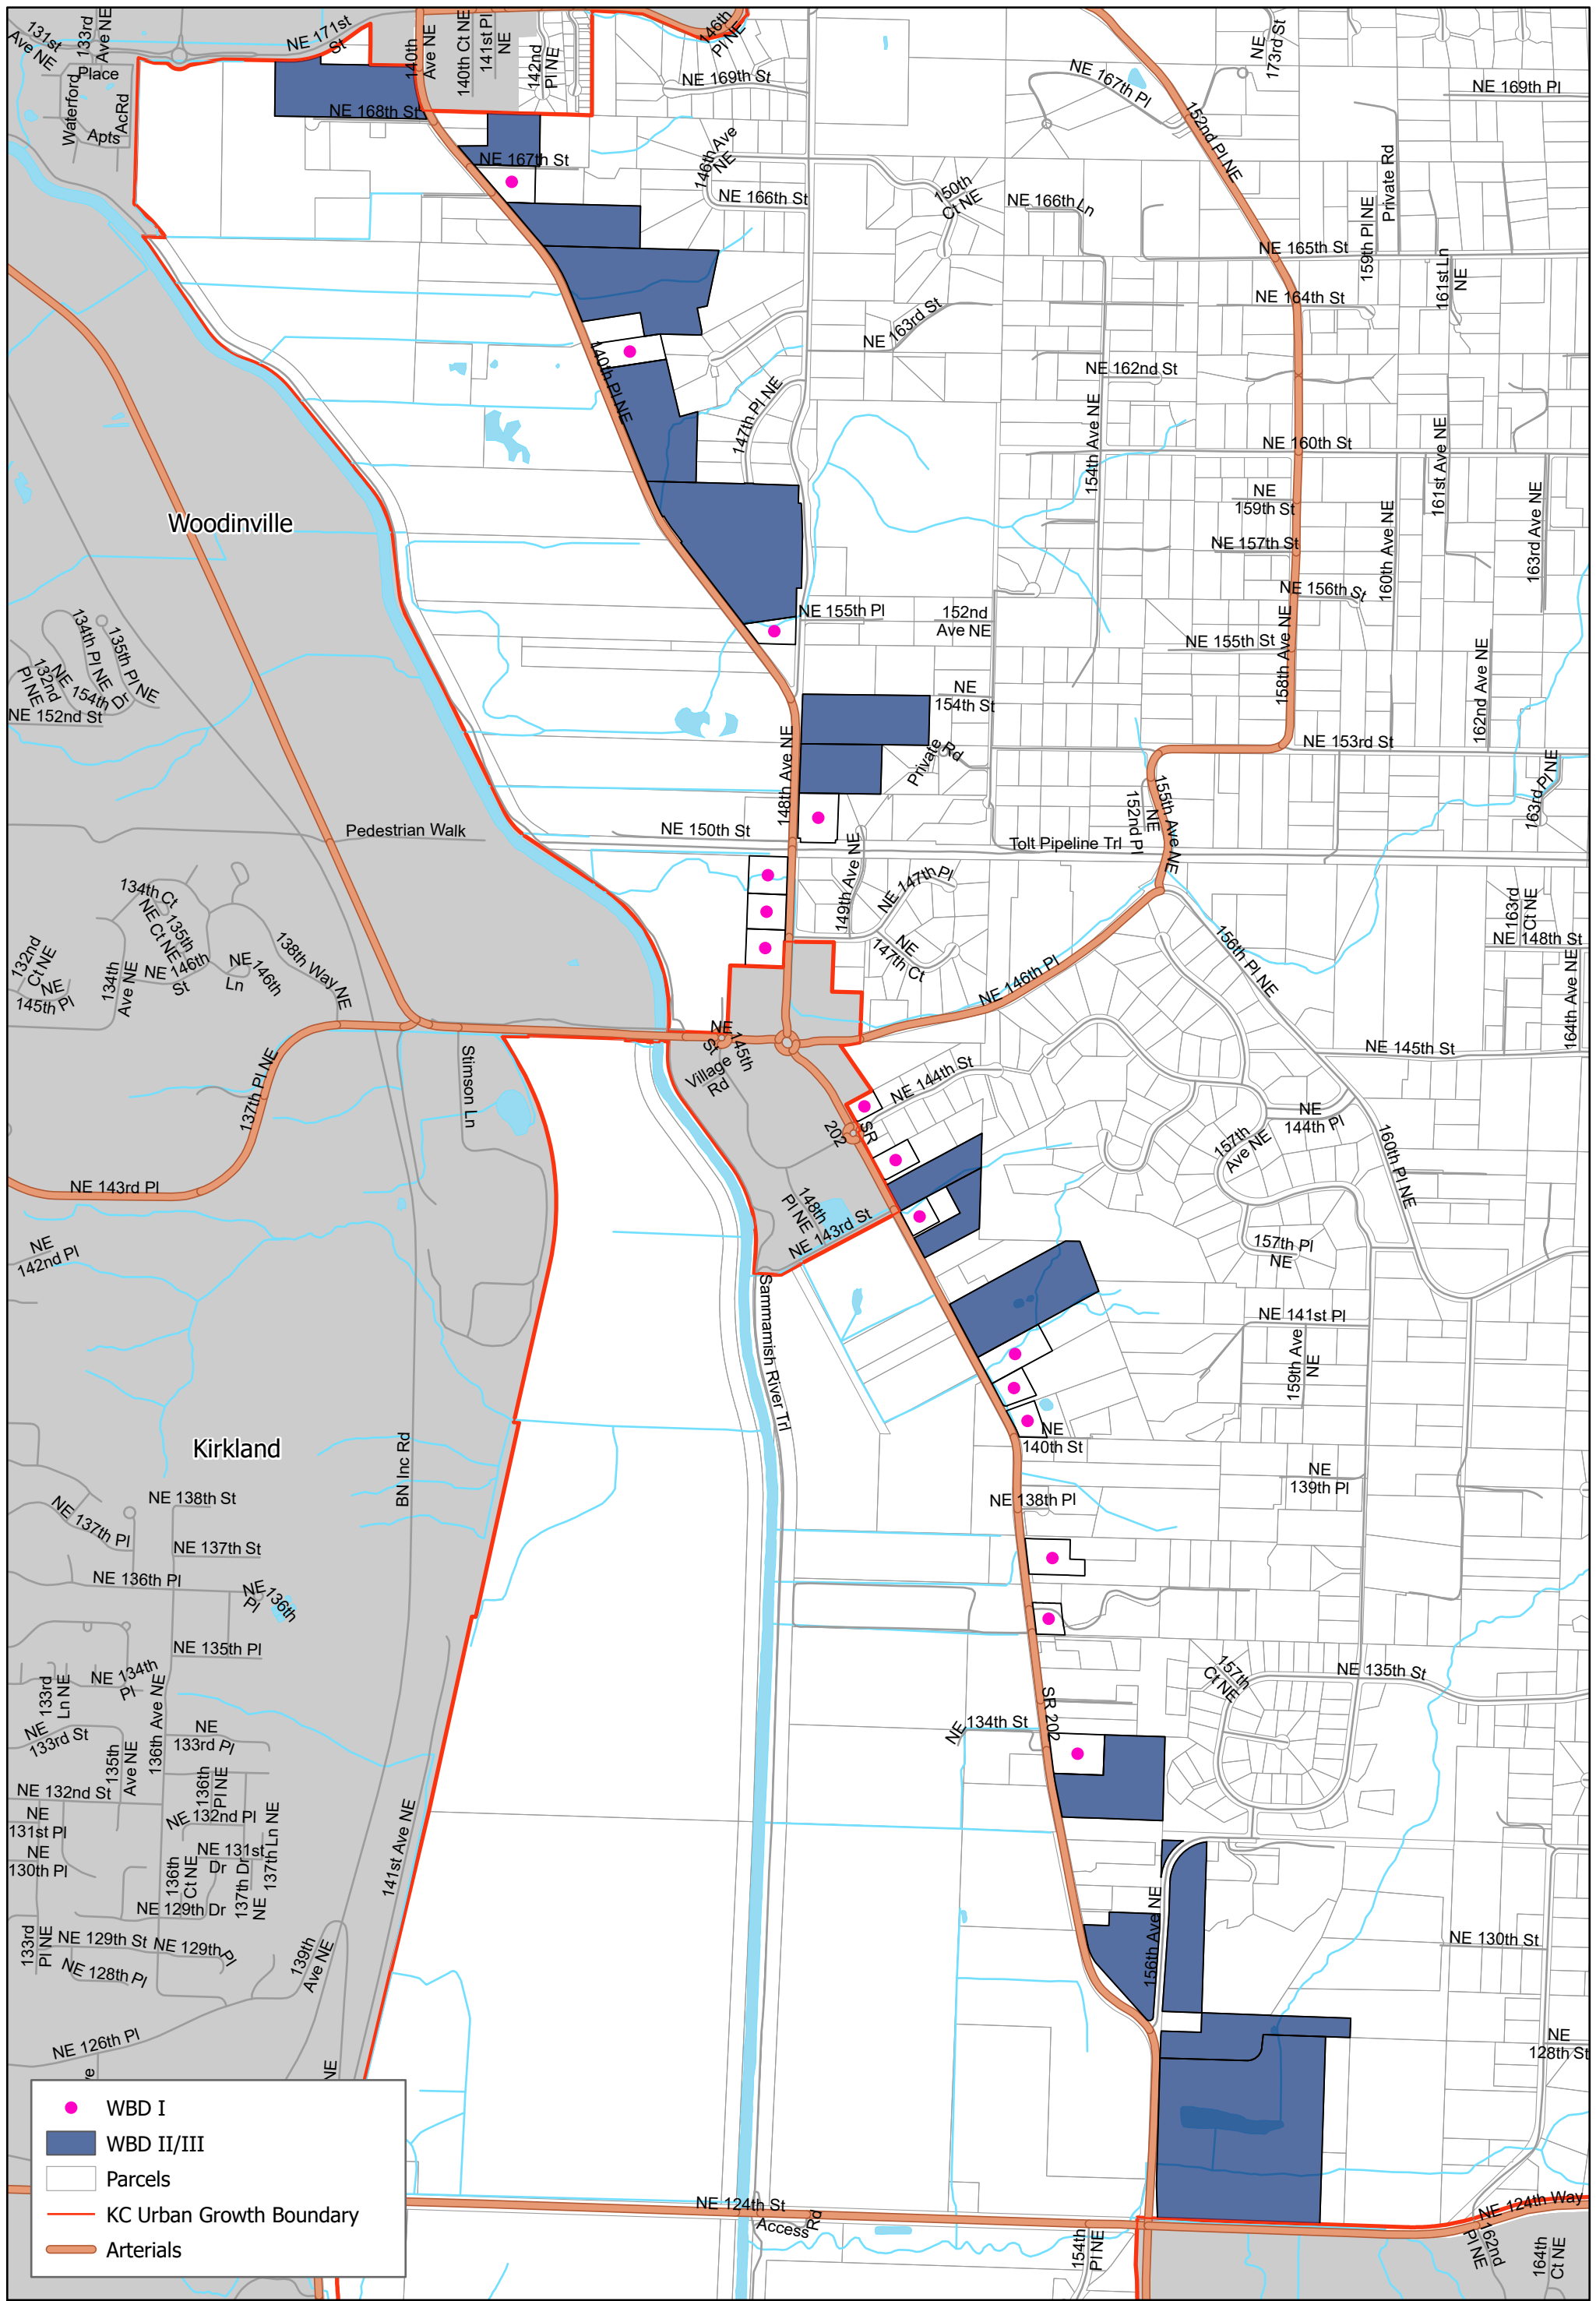 131st
Ave NE
133rd
Ave NE
NE 171st
St
140th
Ave NE
140th Ct NE
141st Pl
NE
142nd
Pl NE
146th
Pl NE
NE
173rd St
Place
Waterford
AcRd
Apts
NE 168th St
NE 169th St
NE 167th Pl
NE 169th Pl
152nd Pl NE
NE 167th St
146th Ave
NE
NE 166th St
150th
Ct NE
NE 166th Ln
Private Rd
159th Pl NE
NE 165th St
161st Ln
NE
NE 164th St
NE 163rd St
140th Pl NE
NE 162nd St
147th Pl NE
154th Ave NE
NE 160th St
161st Ave NE
NE
159th St
160th Ave NE
163rd Ave NE
Woodinville
NE 157th St
NE 156th St
NE 155th Pl
152nd
Ave NE
NE 155th St
158th Ave NE
162nd Ave NE
134th Pl NE
135th Pl NE
132nd
Pl NE
NE 154th Dr
NE 152nd St
NE
154th St
Private Rd
NE 153rd St
148th Ave NE
155th Ave NE
152nd Pl
NE
163rd Pl NE
Pedestrian Walk
NE 150th St
Tolt Pipeline Trl
149th Ave NE
NE 147th Pl
NE
147th Ct
134th Ct
NE
135th
Ct NE
132nd
Ct NE
NE
145th Pl
134th
Ave NE
NE 146th
St
NE 146th
Ln
138th Way NE
NE 146th Pl
156th Pl NE
163rd
Ct NE
NE 148th St
164th Ave NE
NE 145th
St
Village
Rd
NE 145th St
137th Pl NE
Stimson Ln
NE 144th St
SR
202
NE
144th Pl
157th
Ave NE
160th Pl NE
NE 143rd Pl
148th
Pl NE
NE 143rd St
NE
142nd Pl
157th Pl
NE
Sammamish River Trl
NE 141st Pl
159th Ave
NE
Kirkland
BN Inc Rd
NE
140th St
NE
139th Pl
NE 138th Pl
NE 138th St
NE 137th Pl
NE 137th St
NE 136th Pl
NE 136th
Pl
NE 135th Pl
NE 134th
Pl
133rd
Ln NE
136th Ave NE
157th
Ct NE
NE 135th St
SR 202
NE 134th St
NE
133rd St
NE
133rd Pl
135th
Ave NE
NE 132nd St
136th
Pl NE
NE 132nd Pl
NE
131st Pl
NE
130th Pl
NE 131st
Dr
136th
Ct NE
137th Dr
NE
137th Ln NE
141st Ave NE
NE 129th Dr
133rd
Pl NE
NE 129th St
NE 129th Pl
NE 128th Pl
139th
Ave NE
156th Ave NE
NE 130th St
NE 126th Pl
NE
128th St
ve
NE
WBD I
WBD II/III
Parcels
KC Urban Growth Boundary
Arterials
NE 124th St
Access Rd
154th
Pl NE
NE 124th Way
162nd
Pl NE
164th
Ct NE